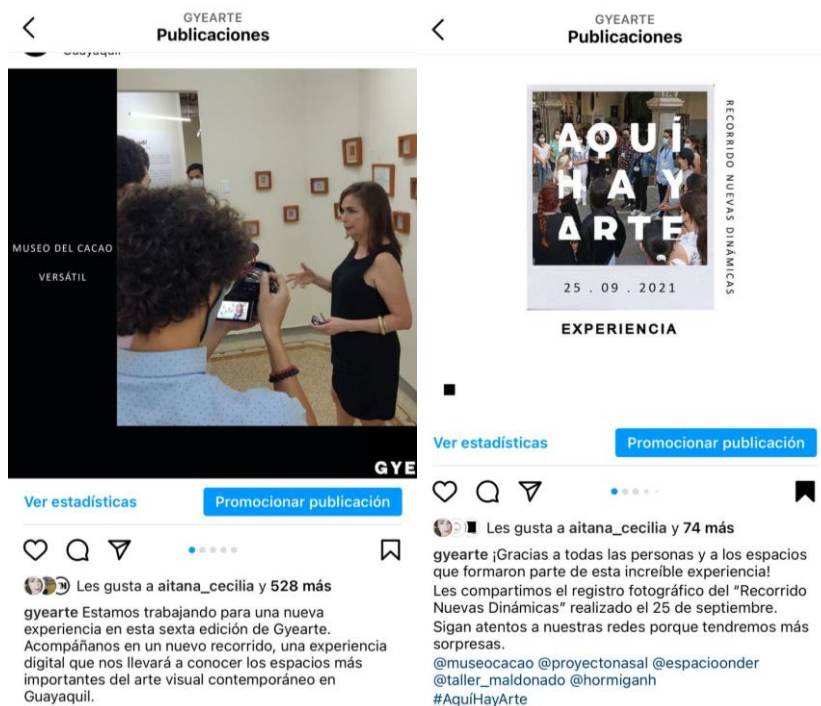 GYEARTE
Publicaciones
MUSEO DEL CACAO
VERSÁTIL
GYE
Ver estadísticas
Promocionar publicación
Les gusta a aitana_cecilia y 528 más
gyearte Estamos trabajando para una nueva
experiencia en esta sexta edición de Gyearte.
Acompáñanos en un nuevo recorrido, una experiencia
digital que nos llevará a conocer los espacios más
importantes del arte visual contemporáneo en
Guayaquil.
GYEARTE
Publicaciones
AQUÍ
HAY
ARTE
RECORRIDO NUEVAS DINÁMICAS
25 . 09 . 2021
EXPERIENCIA
Ver estadísticas
Promocionar publicación
Les gusta a aitana_cecilia y 74 más
gyearte ¡Gracias a todas las personas y a los espacios
que formaron parte de esta increíble experiencia!
Les compartimos el registro fotográfico del “Recorrido
Nuevas Dinámicas” realizado el 25 de septiembre.
Sigan atentos a nuestras redes porque tendremos más
sorpresas.
@museocacao @proyectonasal @espacioonder
@taller_maldonado @hormiganh
#AquíHayArte